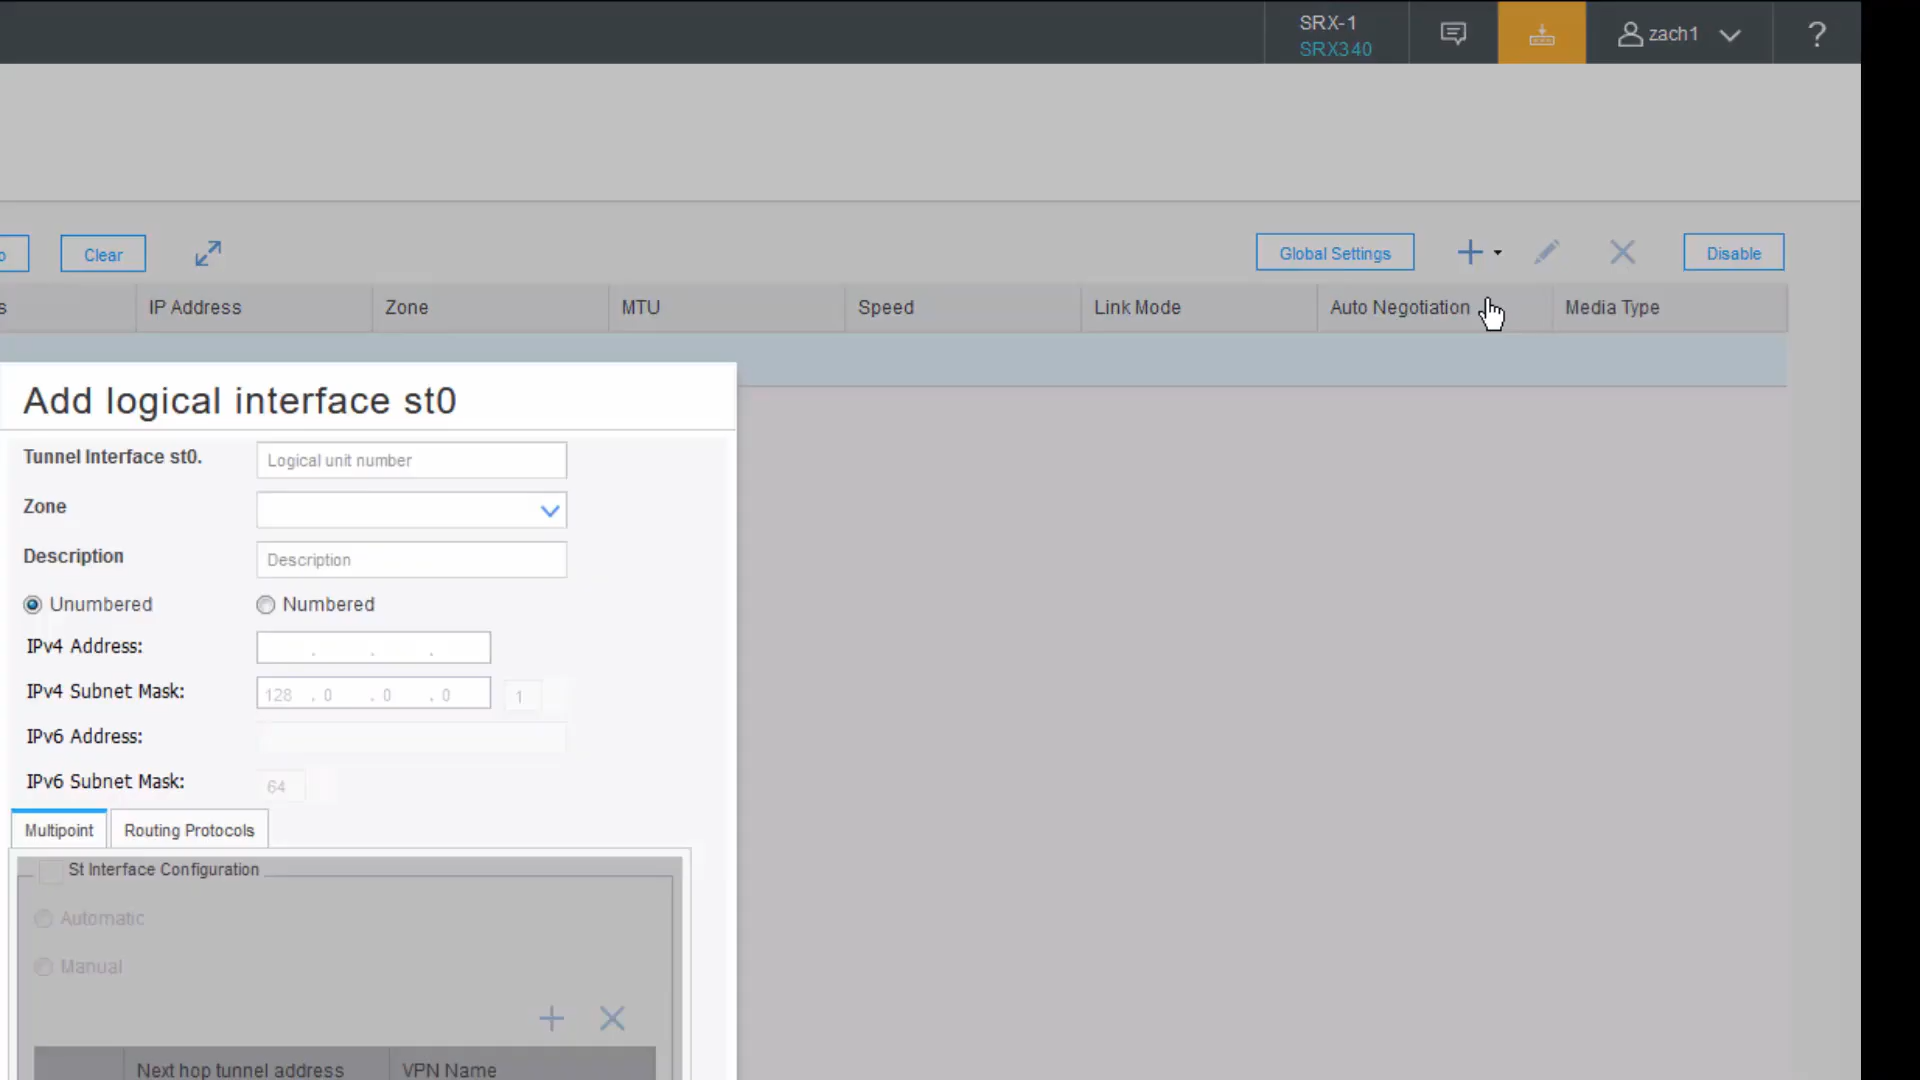 SRX-1
SRX340
zach1
?
Clear
Global Settings
Disable
IP Address Zone MTU Speed Link Mode Auto Negotiation Media Type
Add logical interface st0
Tunnel Interface st0. Logical unit number
Zone
Description Description
Unumbered Numbered
IPv4 Address: . . .
IPv4 Subnet Mask: 128 . 0 . 0 . 0 1
IPv6 Address:
IPv6 Subnet Mask: 64
Multipoint Routing Protocols
St Interface Configuration
Automatic
Manual
Next hop tunnel address VPN Name